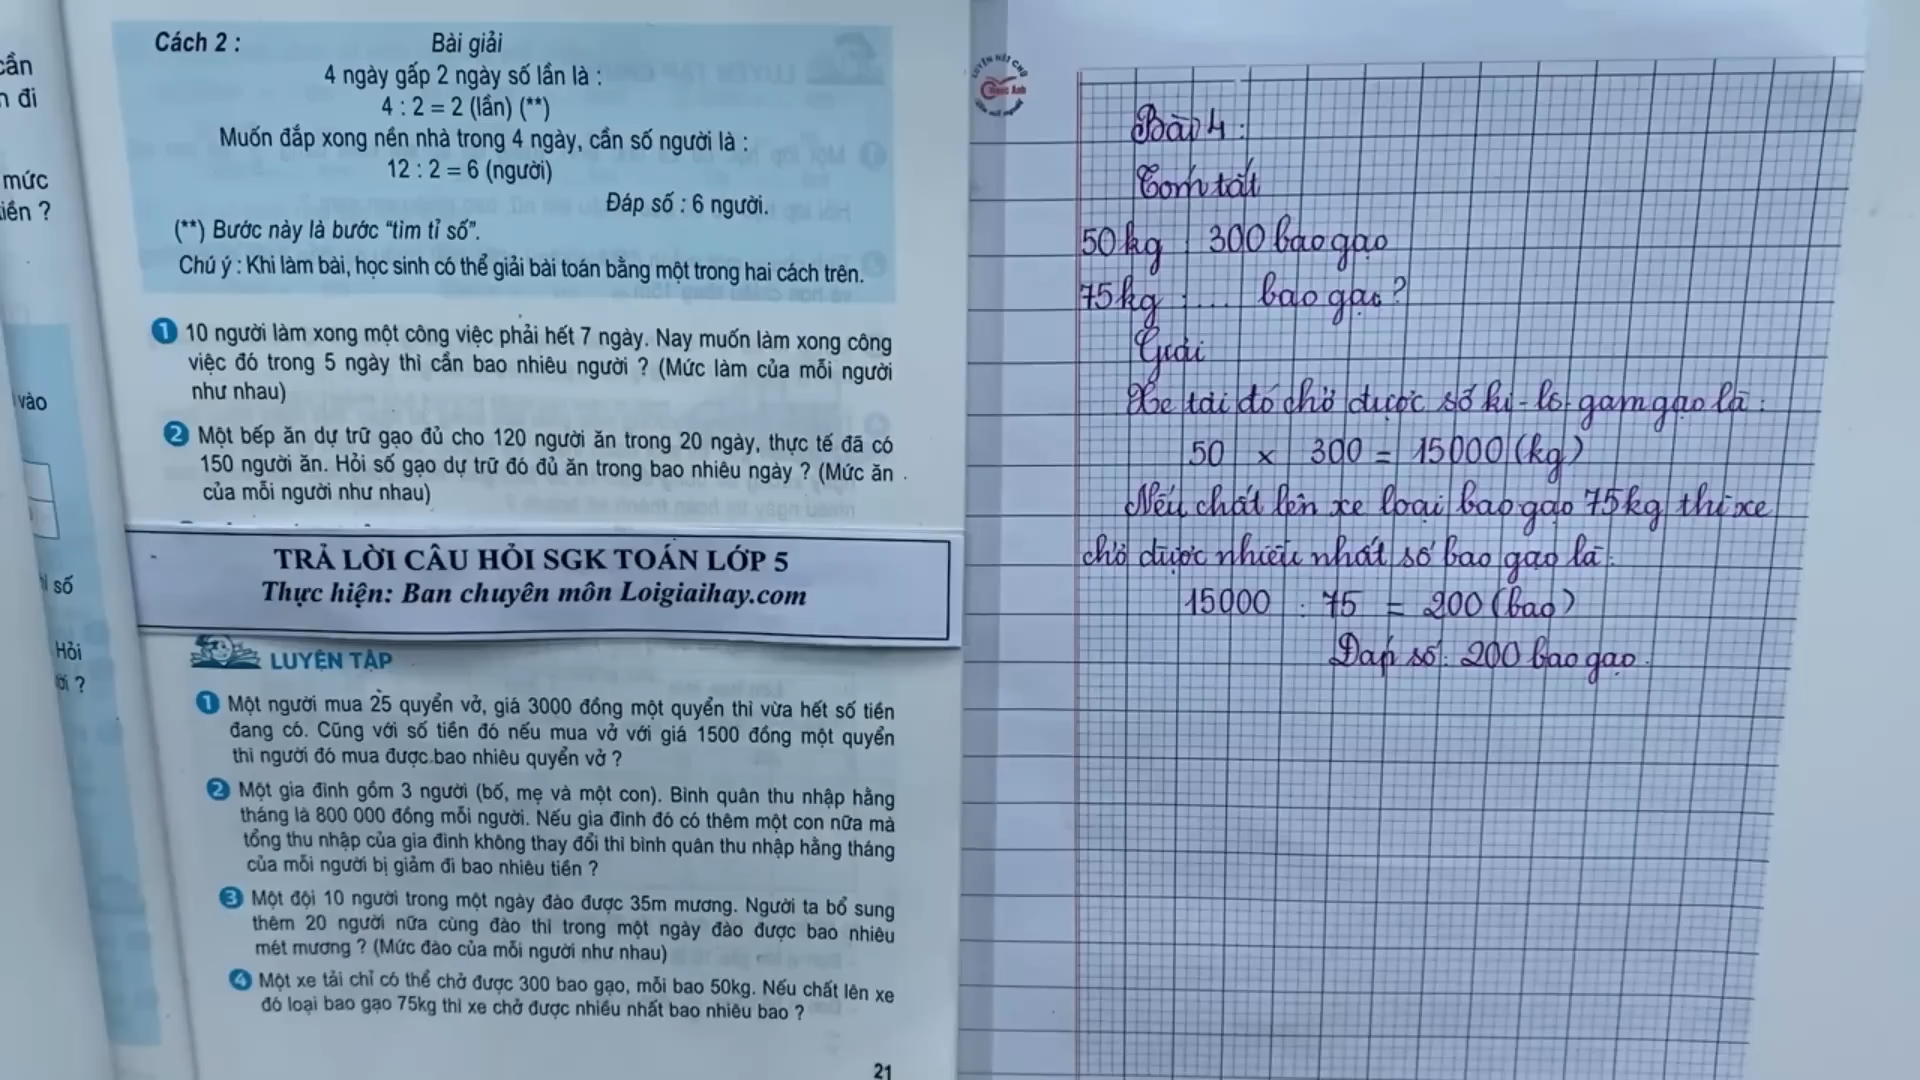 cần
n đi
mức
iền ?
vào
số
Hỏi
ời ?
Cách 2 :
Bài giải
4 ngày gấp 2 ngày số lần là :
4 : 2 = 2 (lần) (**)
Muốn đắp xong nền nhà trong 4 ngày, cần số người là :
12 : 2 = 6 (người)
Đáp số : 6 người.
(**) Bước này là bước “tìm tỉ số”.
Chú ý : Khi làm bài, học sinh có thể giải bài toán bằng một trong hai cách trên.
1 10 người làm xong một công việc phải hết 7 ngày. Nay muốn làm xong công
việc đó trong 5 ngày thì cần bao nhiêu người ? (Mức làm của mỗi người
như nhau)
2 Một bếp ăn dự trữ gạo đủ cho 120 người ăn trong 20 ngày, thực tế đã có
150 người ăn. Hỏi số gạo dự trữ đó đủ ăn trong bao nhiêu ngày ? (Mức ăn
của mỗi người như nhau)
TRẢ LỜI CÂU HỎI SGK TOÁN LỚP 5
Thực hiện: Ban chuyên môn Loigiaihay.com
LUYỆN TẬP
1 Một người mua 25 quyển vở, giá 3000 đồng một quyển thì vừa hết số tiền
đang có. Cũng với số tiền đó nếu mua vở với giá 1500 đồng một quyển
thì người đó mua được bao nhiêu quyển vở ?
2 Một gia đình gồm 3 người (bố, mẹ và một con). Bình quân thu nhập hằng
tháng là 800 000 đồng mỗi người. Nếu gia đình đó có thêm một con nữa mà
tổng thu nhập của gia đình không thay đổi thì bình quân thu nhập hằng tháng
của mỗi người bị giảm đi bao nhiêu tiền ?
3 Một đội 10 người trong một ngày đào được 35m mương. Người ta bổ sung
thêm 20 người nữa cùng đào thì trong một ngày đào được bao nhiêu
mét mương ? (Mức đào của mỗi người như nhau)
4 Một xe tải chỉ có thể chở được 300 bao gạo, mỗi bao 50kg. Nếu chất lên xe
đó loại bao gạo 75kg thì xe chở được nhiều nhất bao nhiêu bao ?
21
LUYỆN NÉT CHỮ
Ngọc Anh
Bài 4 :
Tóm tắt
50kg : 300 bao gạo
75kg : .... bao gạo ?
Giải
Xe tải đó chở được số ki-lô-gam gạo là :
50 x 300 = 15000 (kg)
Nếu chất lên xe loại bao gạo 75kg thì xe
chở được nhiều nhất số bao gạo là:
15000 : 75 = 200 (bao)
Đáp số: 200 bao gạo.